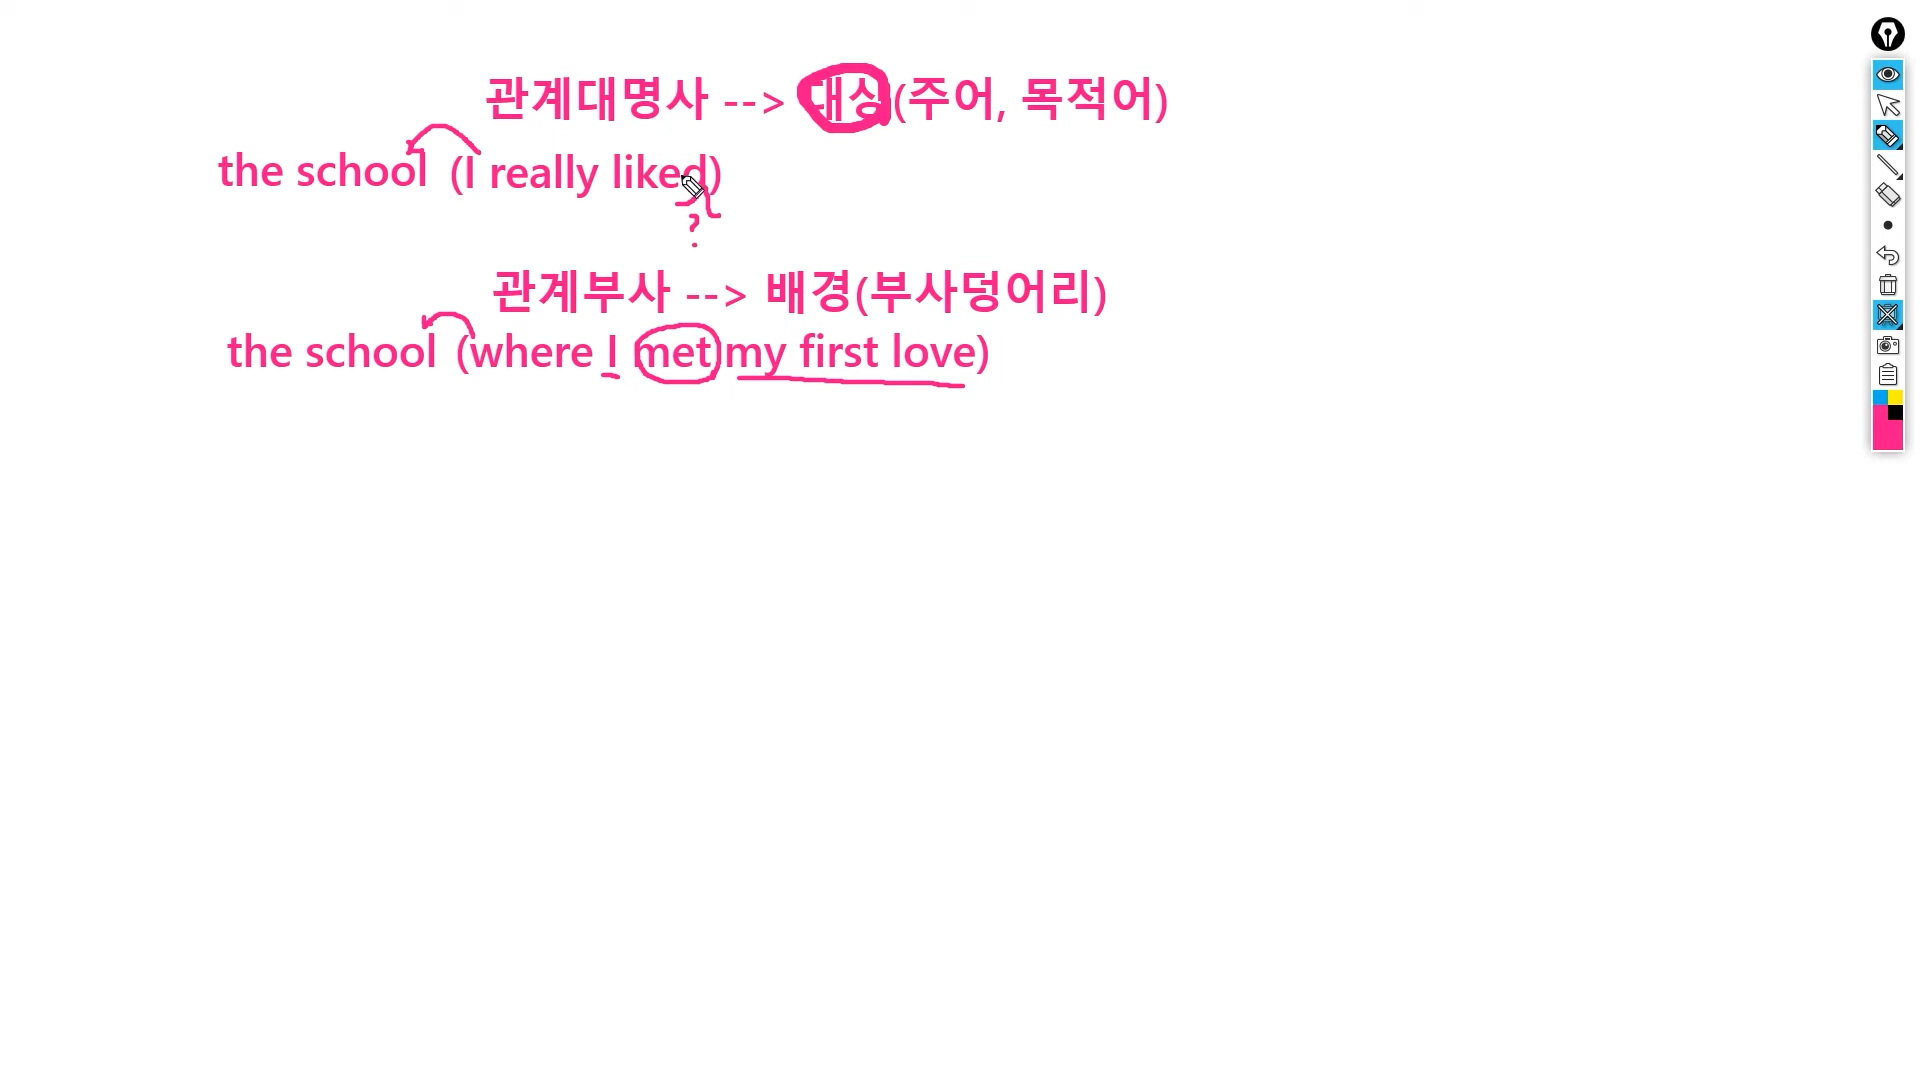 관계대명사 --> 대상(주어, 목적어)
the school (I really liked)
?
관계부사 --> 배경(부사덩어리)
the school (where I met my first love)